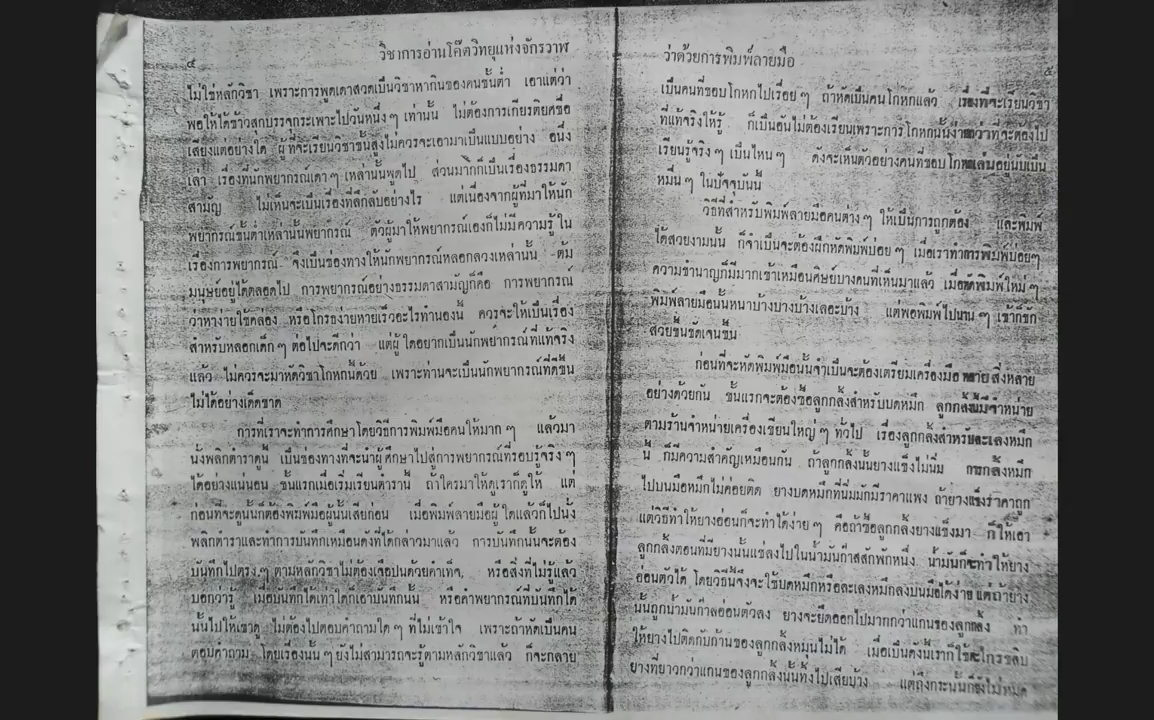 ๔
วิชาการอ่านโค๊ตวิทยุแห่งจักรวาฬ
ไม่ใช่หลักวิชา เพราะการพูดเดาสวดเป็นวิชาหากินของคนชั้นต่ำ เอาแต่ว่า
พอให้ได้ข้าวสุกบรรจุกระเพาะไปวันหนึ่ง ๆ เท่านั้น ไม่ต้องการเกียรติยศชื่อ
เสียงแต่อย่างใด ผู้ที่จะเรียนวิชาชั้นสูงไม่ควรจะเอามาเป็นแบบอย่าง อนึ่ง
เล่า เรื่องที่นักพยากรณ์เดา ๆ เหล่านั้นพูดไป ส่วนมากก็เป็นเรื่องธรรมดา
สามัญ ไม่เห็นจะเป็นเรื่องที่ลึกลับอย่างไร แต่เนื่องจากผู้ที่มาให้นัก
พยากรณ์ชั้นต่ำเหล่านั้นพยากรณ์ ตัวผู้มาให้พยากรณ์เองก็ไม่มีความรู้ ใน
เรื่องการพยากรณ์ จึงเป็นช่องทางให้นักพยากรณ์หลอกลวงเหล่านั้น ต้ม
มนุษย์อยู่ได้ตลอดไป การพยากรณ์อย่างธรรมดาสามัญก็คือ การพยากรณ์
ว่าหาง่ายใช้คล่อง หรือโกรธง่ายหายเร็วอะไรทำนองนี้ ควรจะให้เป็นเรื่อง
สำหรับหลอกเด็ก ๆ ต่อไปจะดีกว่า แต่ผู้ใดอยากเป็นนักพยากรณ์ที่แท้จริง
แล้ว ไม่ควรจะมาหัดวิชาโกหกนี้ด้วย เพราะท่านจะเป็นนักพยากรณ์ที่ดีขึ้น
ไม่ได้อย่างเด็ดขาด
การที่เราจะทำการศึกษาโดยวิธีการพิมพ์มือคนให้มาก ๆ แล้วมา
นั่งพลิกตำราดูนี้ เป็นช่องทางที่จะนำผู้ศึกษาไปสู่การพยากรณ์ที่รอบรู้จริง ๆ
ได้อย่างแน่นอน ชั้นแรกเมื่อเริ่มเรียนตำรานี้ ถ้าใครมาให้ดูเราก็ดูให้ แต่
ก่อนที่จะดูนั้นก็ต้องพิมพ์มือผู้นั้นเสียก่อน เมื่อพิมพ์ลายมือผู้ใดแล้วก็ไปนั่ง
พลิกตำราและทำการบันทึกเหมือนดังที่ได้กล่าวมาแล้ว การบันทึกนั้นจะต้อง
บันทึกไปตรง ๆ ตามหลักวิชาไม่ต้องเจือปนด้วยคำเท็จ, หรือสิ่งที่ไม่รู้แล้ว
บอกว่ารู้ เมื่อบันทึกได้เท่าใดก็เอาบันทึกนั้น หรือคำพยากรณ์ที่บันทึกได้
นั้นไปให้เขาดู ไม่ต้องไปตอบคำถามใด ๆ ที่ไม่เข้าใจ เพราะถ้าหัดเป็นคน
ตอบคำถาม โดยเรื่องนั้น ๆ ยังไม่สามารถจะรู้ตามหลักวิชาแล้ว ก็จะกลาย
ว่าด้วยการพิมพ์ลายมือ
๕
เป็นคนที่ชอบโกหกไปเรื่อย ๆ ถ้าหัดเป็นคนโกหกแล้ว เรื่องที่จะเรียนวิชา
ที่แท้จริงให้รู้ ก็เป็นอันไม่ต้องเรียนเพราะการโกหกนั้นง่ายกว่าที่จะต้องไป
เรียนรู้จริง ๆ เป็นไหน ๆ ดังจะเห็นตัวอย่างคนที่ชอบโกหกเล่นอยู่นับเป็น
หมื่น ๆ ในปัจจุบันนี้
วิธีที่สำหรับพิมพ์ลายมือคนต่าง ๆ ให้เป็นการถูกต้อง และพิมพ์
ได้สวยงามนั้น ก็จำเป็นจะต้องฝึกหัดพิมพ์บ่อย ๆ เมื่อเราทำการพิมพ์บ่อยๆ
ความชำนาญก็มีมากเข้าเหมือนศิษย์บางคนที่เห็นมาแล้ว เมื่อหัดพิมพ์ใหม่ ๆ
พิมพ์ลายมือนั้นหนาบ้างบางบ้างเลอะบ้าง แต่พอพิมพ์ไปนาน ๆ เข้าก็ชัก
สวยขึ้นชัดเจนขึ้น
ก่อนที่จะหัดพิมพ์มือนั้นจำเป็นจะต้องเตรียมเครื่องมือหลายสิ่งหลาย
อย่างด้วยกัน ขั้นแรกจะต้องซื้อลูกกลิ้งสำหรับบดหมึก ลูกกลิ้งนี้มีจำหน่าย
ตามร้านจำหน่ายเครื่องเขียนใหญ่ ๆ ทั่วไป เรื่องลูกกลิ้งสำหรับละเลงหมึก
นี้ ก็มีความสำคัญเหมือนกัน ถ้าลูกกลิ้งนั้นยางแข็งไม่นิ่ม การกลิ้งหมึก
ไปบนมือหมึกไม่ค่อยติด ยางบดหมึกที่นิ่มมักมีราคาแพง ถ้ายางแข็งราคาถูก
แต่วิธีทำให้ยางอ่อนก็จะทำได้ง่าย ๆ คือถ้าซื้อลูกกลิ้งยางแข็งมา ก็ให้เอา
ลูกกลิ้งตอนที่มียางนั้นแช่ลงไปในน้ำมันก๊าสสักพักหนึ่ง น้ำมันก็จะทำให้ยาง
อ่อนตัวได้ โดยวิธีนี้จึงจะใช้บดหมึกหรือละเลงหมึกลงบนมือได้ง่าย แต่ถ้ายาง
นั้นถูกน้ำมันก๊าสอ่อนตัวลง ยางจะยืดออกไปมากกว่าแกนของลูกกลิ้ง ทำ
ให้ยางไปติดกับก้านของลูกกลิ้งหมุนไม่ได้ เมื่อเป็นดังนี้เราก็ใช้ตะไกรขลิบ
ยางที่ยาวกว่าแกนของลูกกลิ้งนั้นทิ้งไปเสียบ้าง แต่ถึงกะนั้นก็ยังไม่หมด